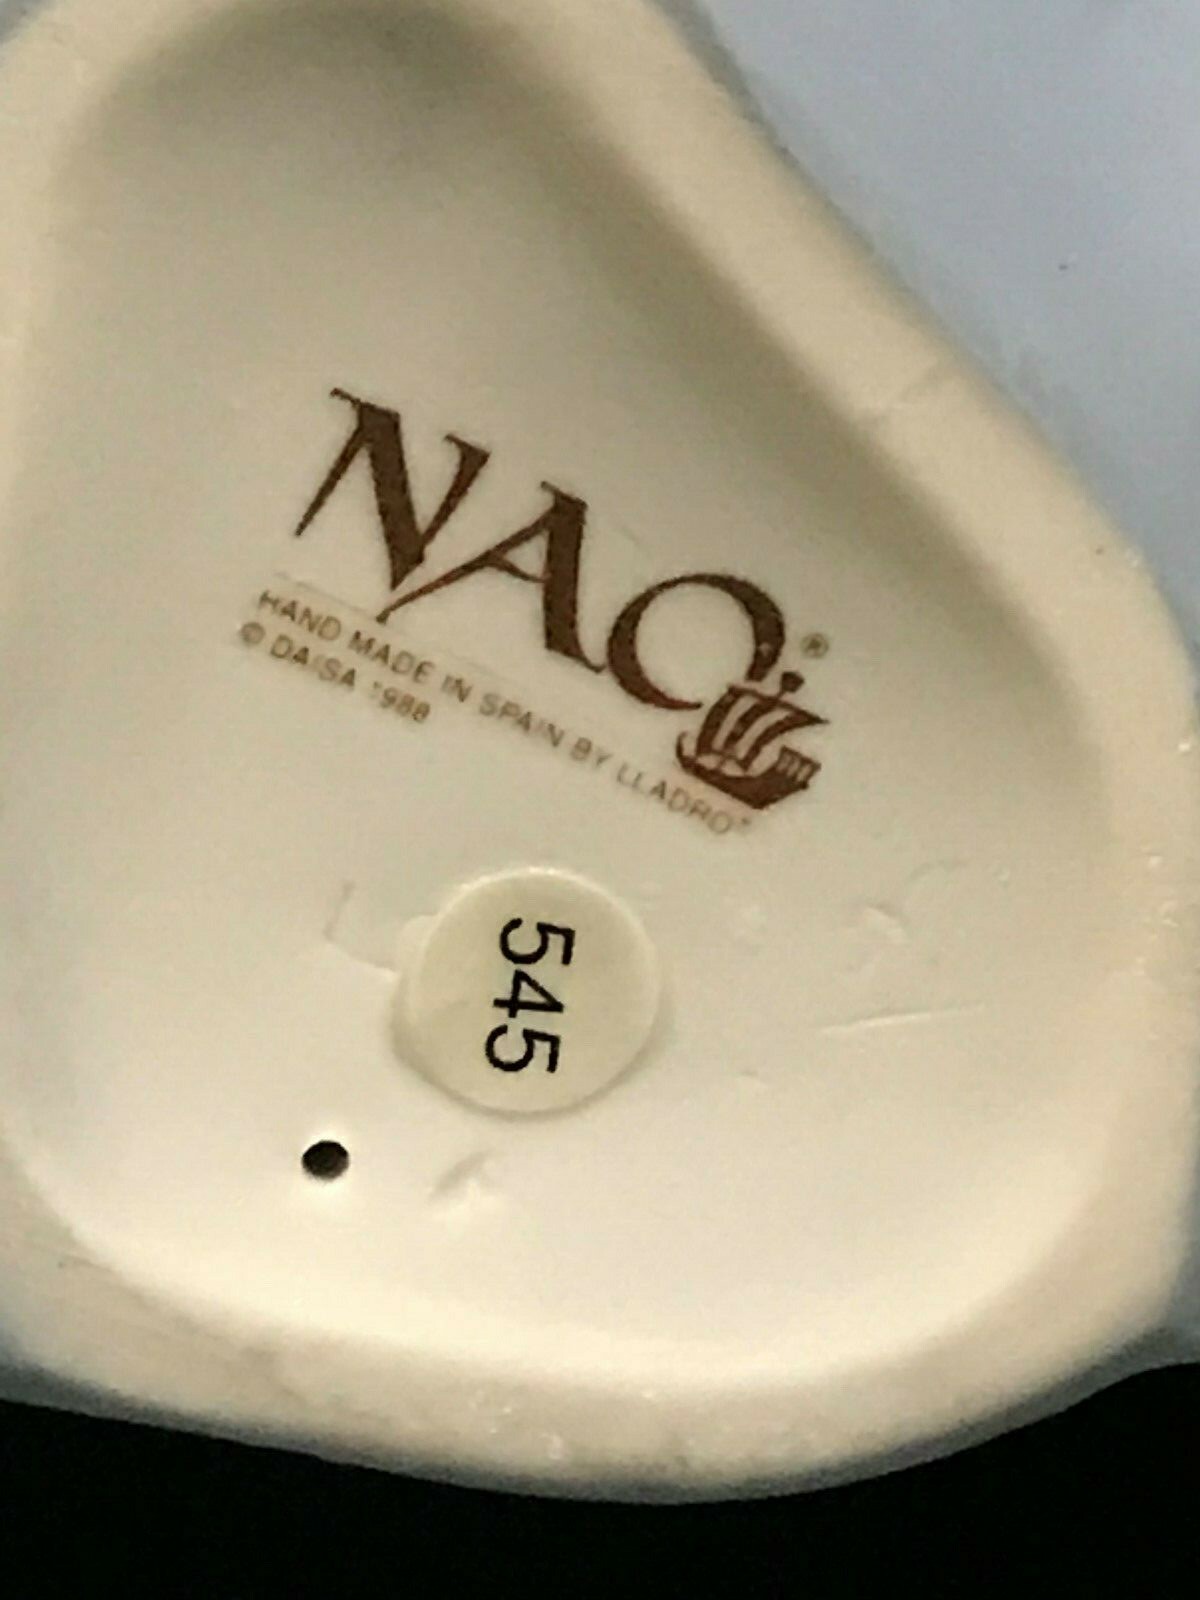 NAO®
HAND MADE IN SPAIN BY LLADRO
© DAISA 1988
545